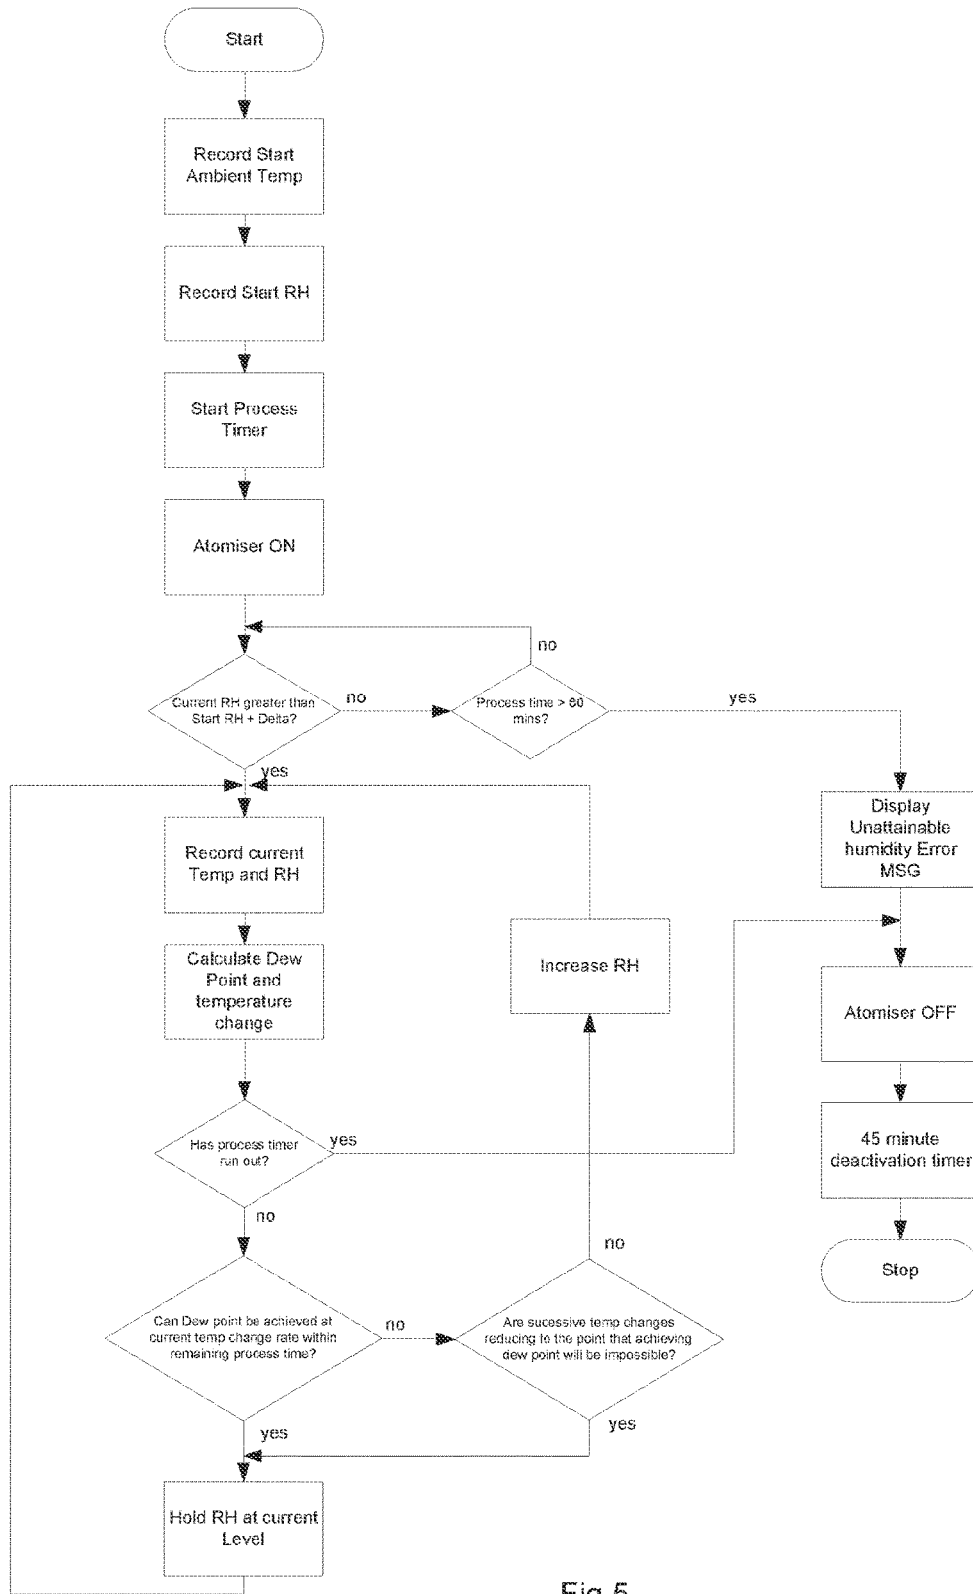 Start
Record Start
Ambient Temp
Record Start RH
Start Process
Timer
Atomiser ON
no
Current RH greater than
Start RH + Delta?
no
Process time > 60
mins?
yes
yes
Display
Unattainable
humidity Error
MSG
Record current
Temp and RH
Increase RH
Calculate Dew
Point and
temperature
change
Atomiser OFF
Has process timer
run out?
yes
45 minute
deactivation timer
no
no
Stop
Can Dew point be achieved at
current temp change rate within
remaining process time?
no
Are sucessive temp changes
reducing to the point that achieving
dew point will be impossible?
yes
yes
Hold RH at current
Level
Fig 5